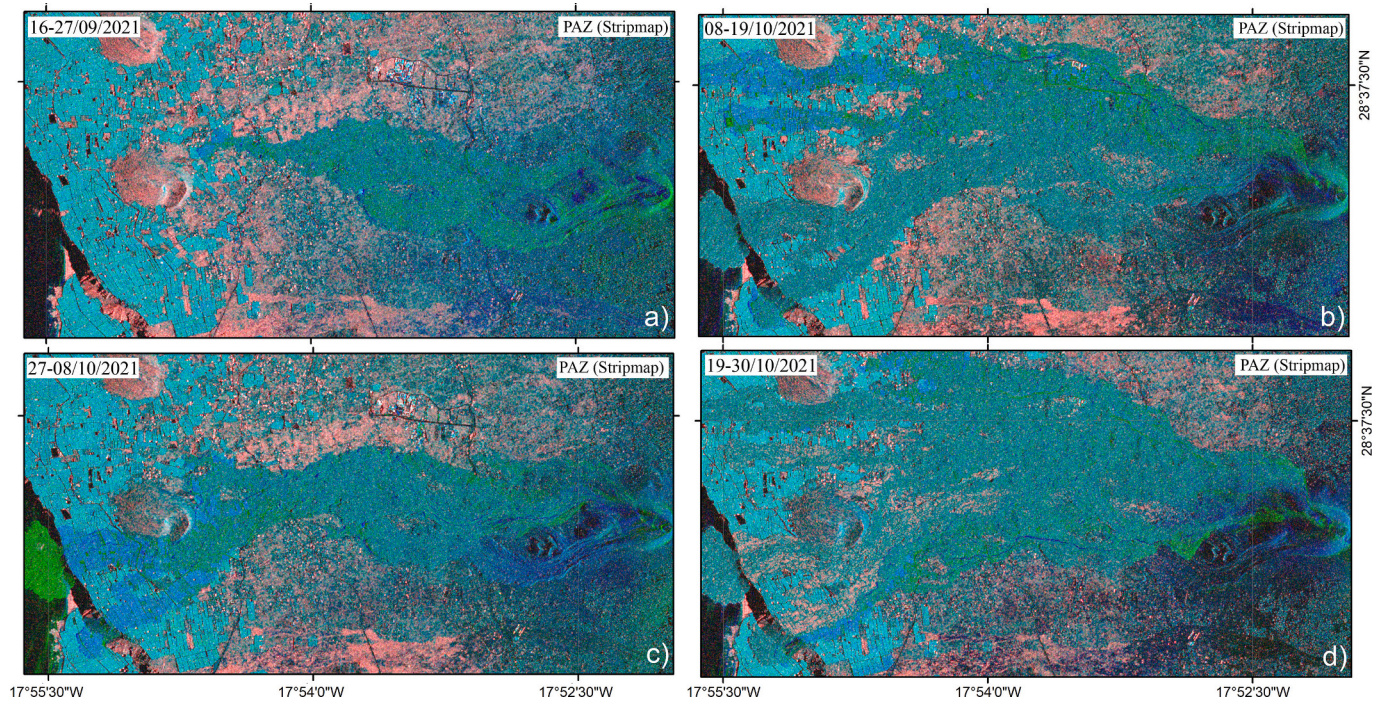 16-27/09/2021
PAZ (Stripmap)
a)
08-19/10/2021
PAZ (Stripmap)
b)
28°37'30"N
27-08/10/2021
PAZ (Stripmap)
c)
19-30/10/2021
PAZ (Stripmap)
d)
28°37'30"N
17°55'30"W
17°54'0"W
17°52'30"W
17°55'30"W
17°54'0"W
17°52'30"W